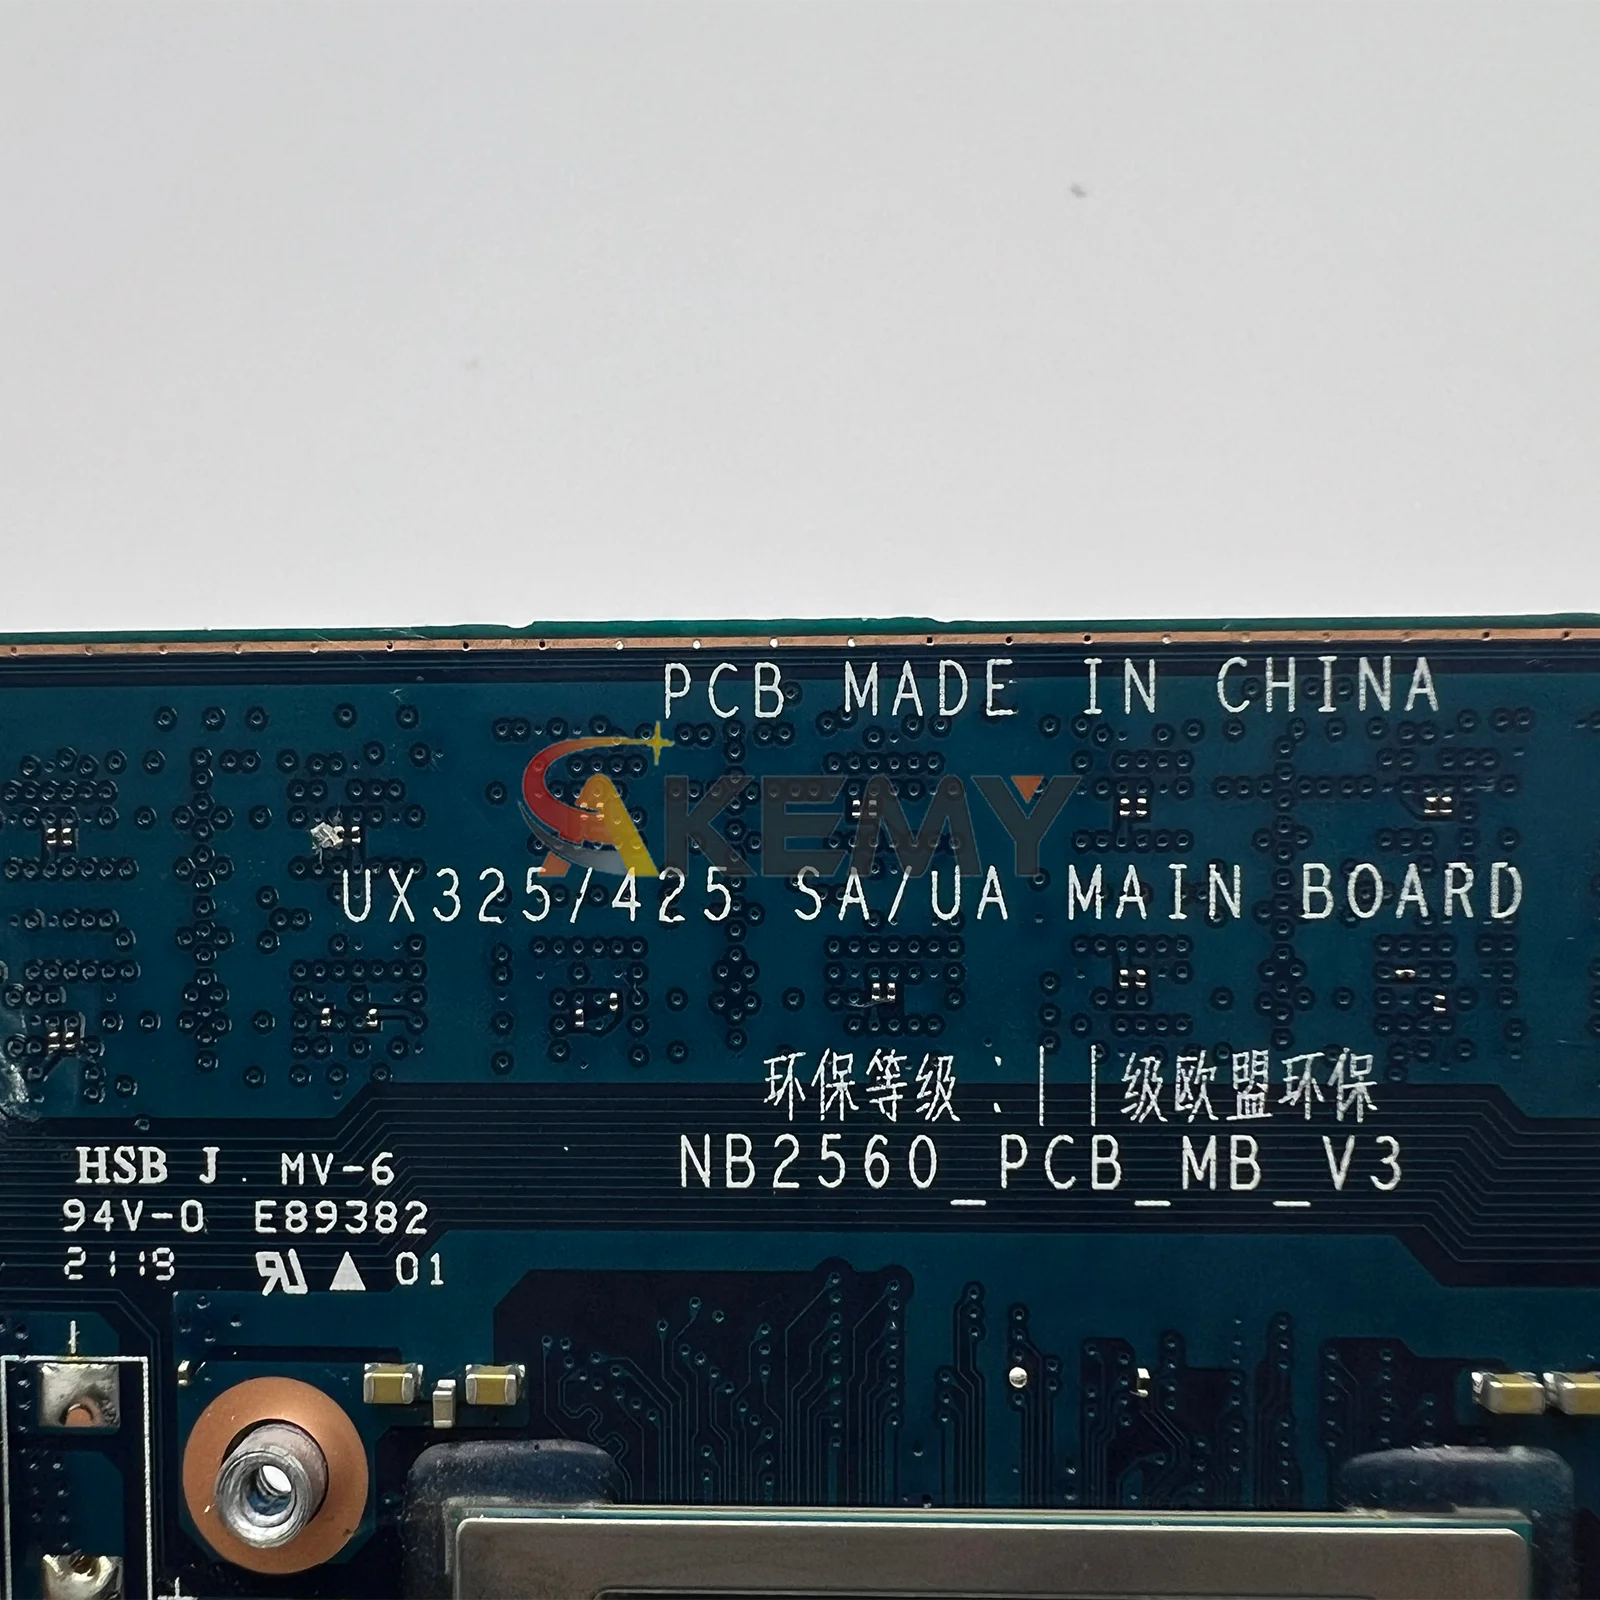 PCB MADE IN CHINA
AKEMY
UX325/425 SA/UA MAIN BOARD
环保等级:||级欧盟环保
NB2560_PCB_MB_V3
HSB J. MV-6
94V-0 E89382
2119 RU ▲ 01